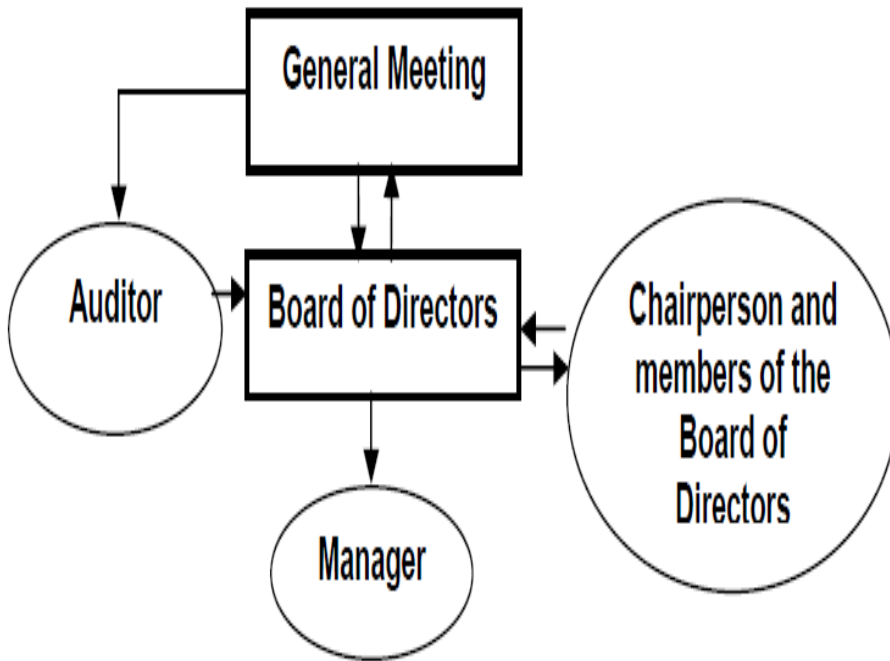 General Meeting
Auditor
Board of Directors
Chairperson and
members of the
Board of
Directors
Manager